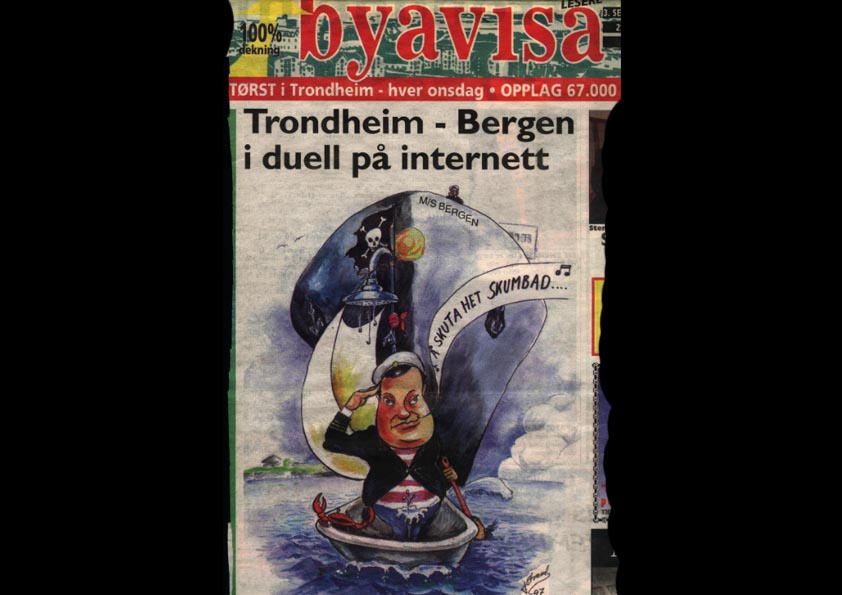 100%
dekning
byavisa
LESERE
TØRST i Trondheim - hver onsdag • OPPLAG 67.000
Trondheim - Bergen
i duell på internett
M/S BERGEN
Å SKUTA HET SKUMBAD....